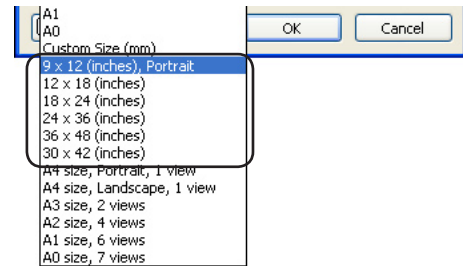 A1
A0
OK
Cancel
Custom Size (mm)
9 x 12 (inches), Portrait
12 x 18 (inches)
18 x 24 (inches)
24 x 36 (inches)
36 x 48 (inches)
30 x 42 (inches)
A4 size, Portrait, 1 view
A4 size, Landscape, 1 view
A3 size, 2 views
A2 size, 4 views
A1 size, 6 views
A0 size, 7 views